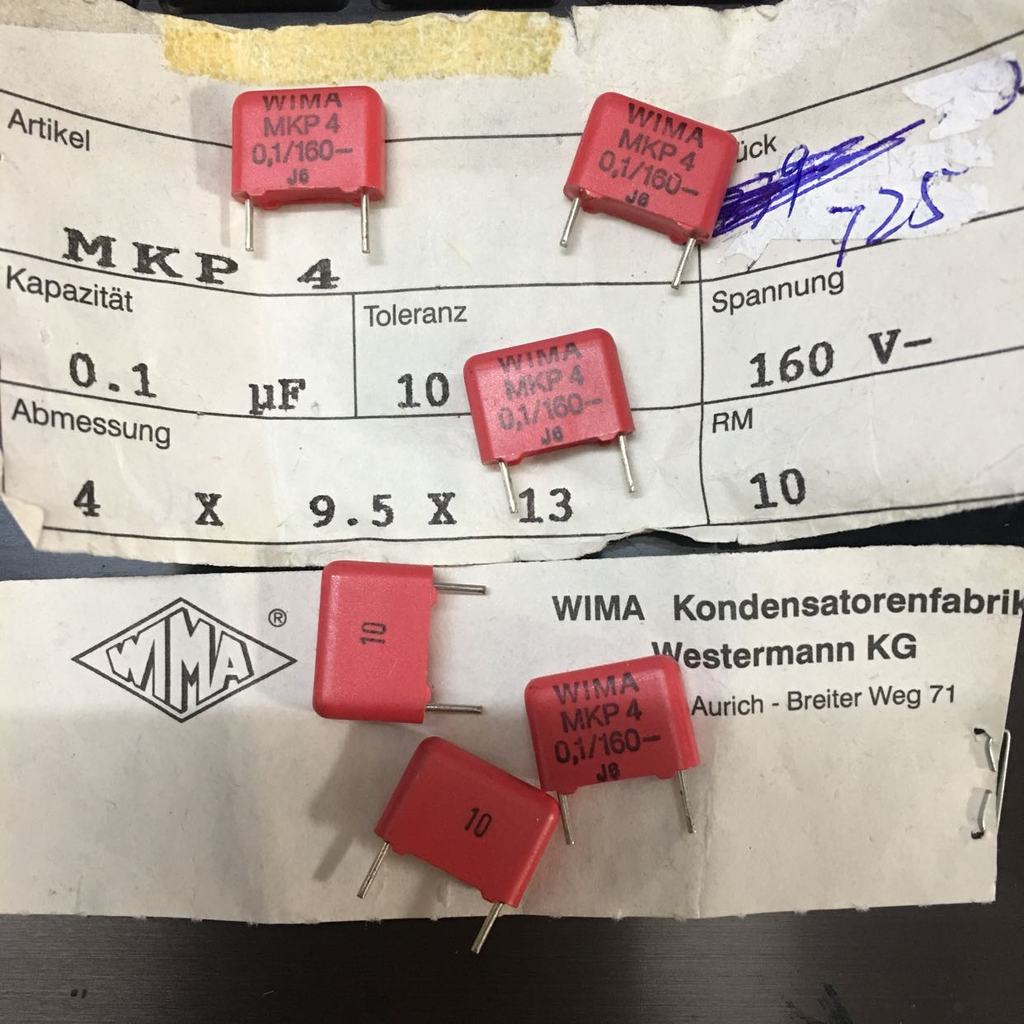 Artikel
WIMA
MKP 4
0,1/160–
J6
WIMA
MKP 4
0,1/160–
J6
ück
725
MKP 4
Kapazität
0.1 µF
Toleranz
10
Spannung
160 V–
WIMA
MKP 4
0,1/160–
J6
Abmessung
4 X 9.5 X 13
RM
10
WIMA ®
WIMA Kondensatorenfabrik
Westermann KG
Aurich - Breiter Weg 71
10
WIMA
MKP 4
0,1/160–
J6
10